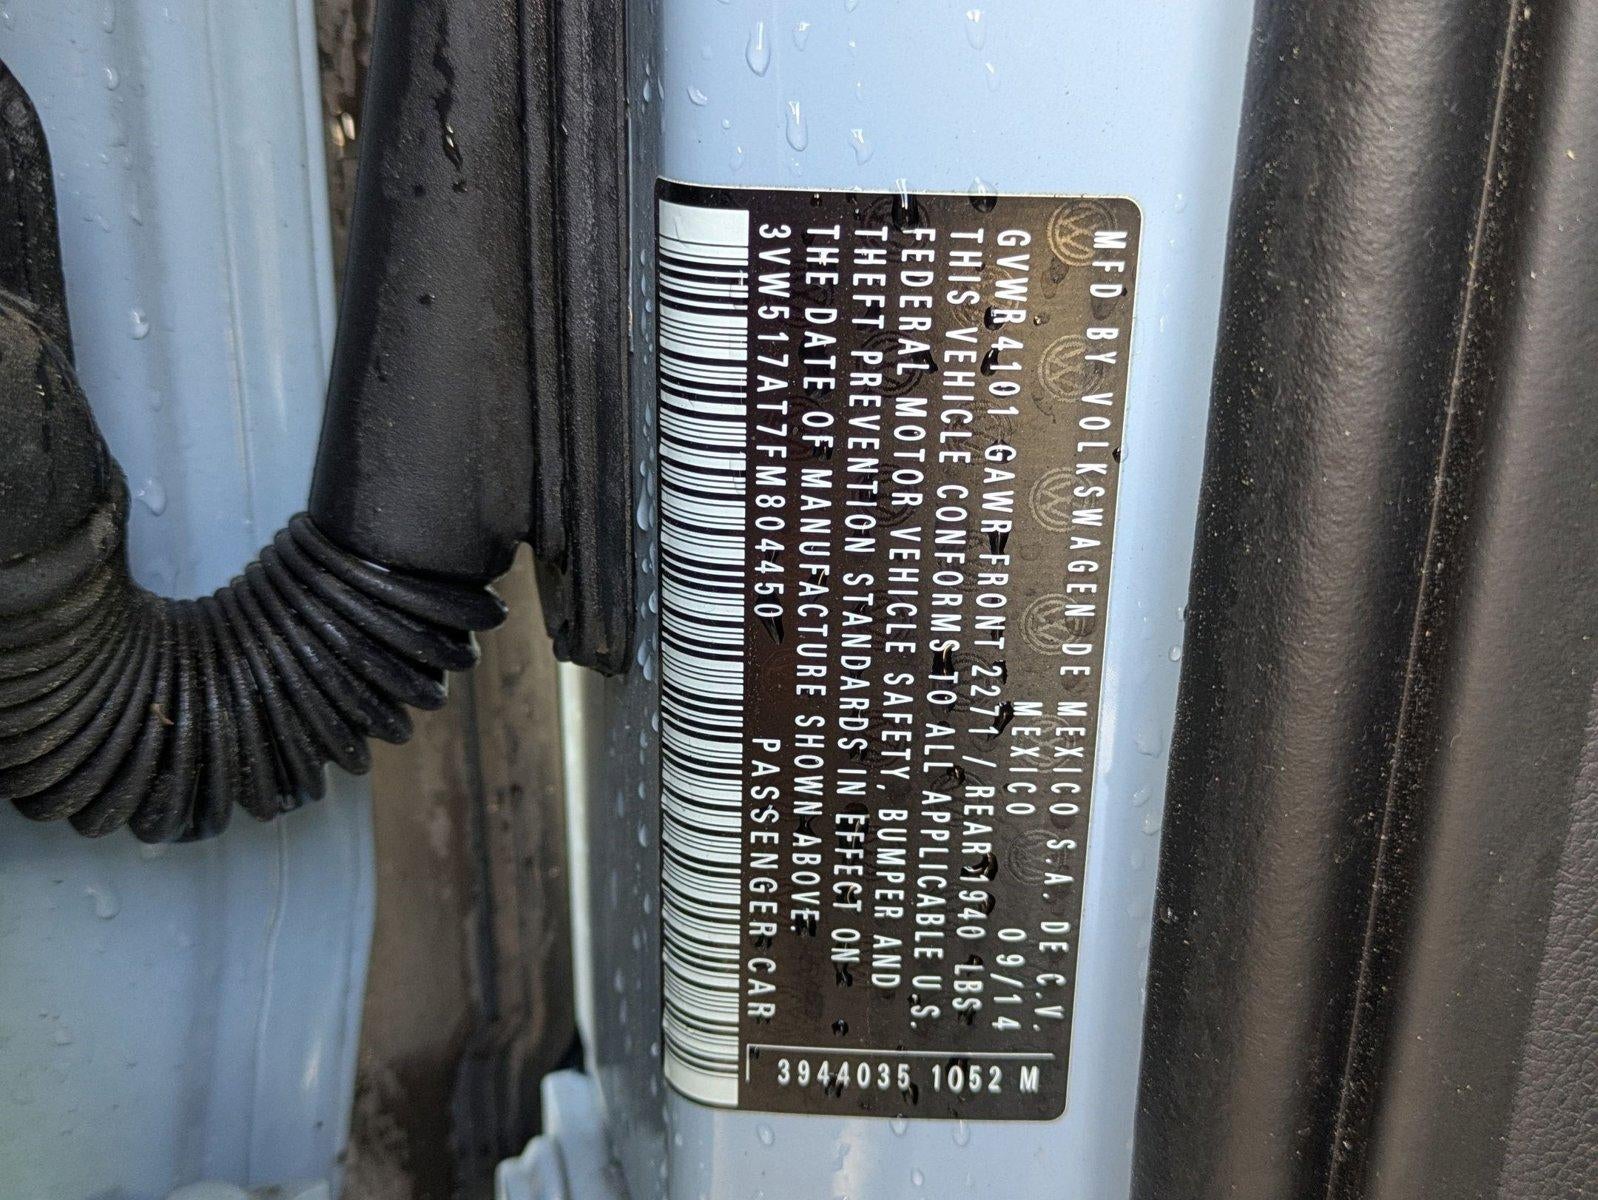 MFD BY VOLKSWAGEN DE MEXICO S.A. DE C.V.
MEXICO 09/14
GVWR 4101 GAWR FRONT 2271 / REAR 1940 LBS
THIS VEHICLE CONFORMS TO ALL APPLICABLE U.S.
FEDERAL MOTOR VEHICLE SAFETY, BUMPER AND
THEFT PREVENTION STANDARDS IN EFFECT ON
THE DATE OF MANUFACTURE SHOWN ABOVE.
3VW517AT7FM804450 PASSENGER CAR
3944035 1052 M